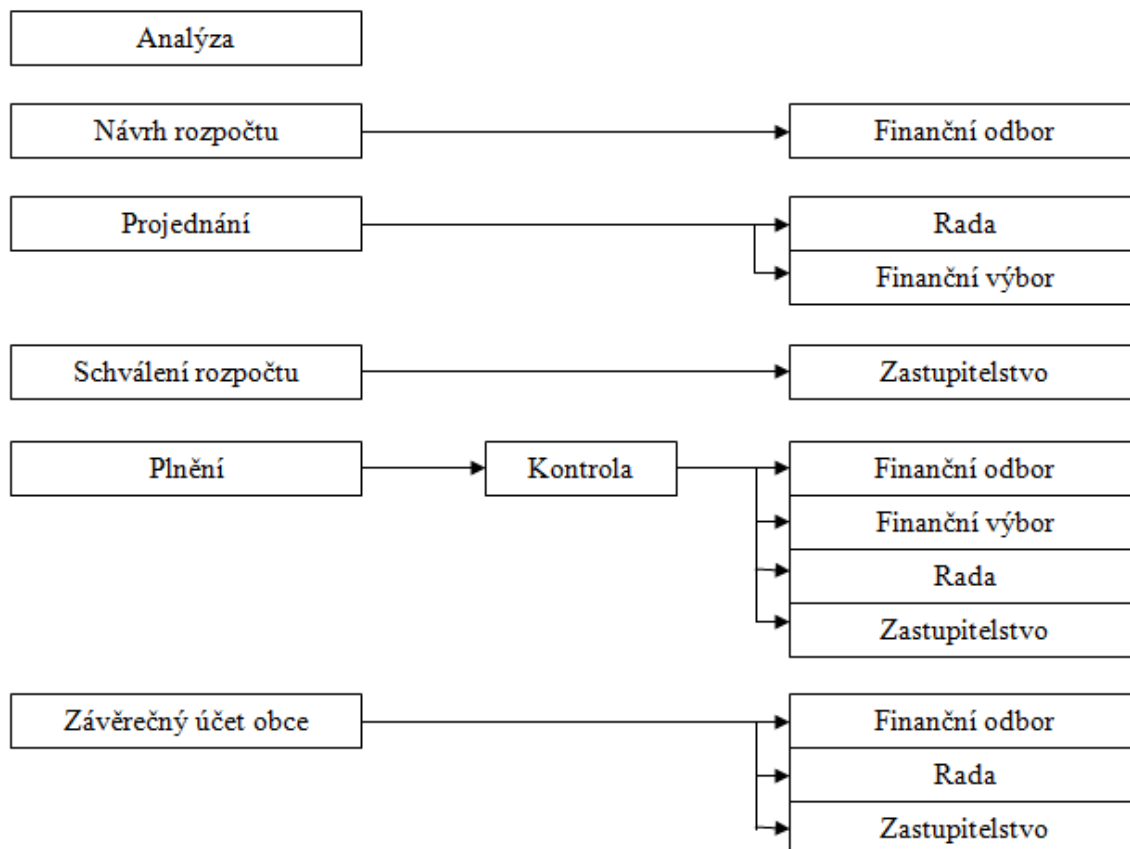 Analýza
Návrh rozpočtu
Finanční odbor
Projednání
Rada
Finanční výbor
Schválení rozpočtu
Zastupitelstvo
Plnění
Kontrola
Finanční odbor
Finanční výbor
Rada
Zastupitelstvo
Závěrečný účet obce
Finanční odbor
Rada
Zastupitelstvo